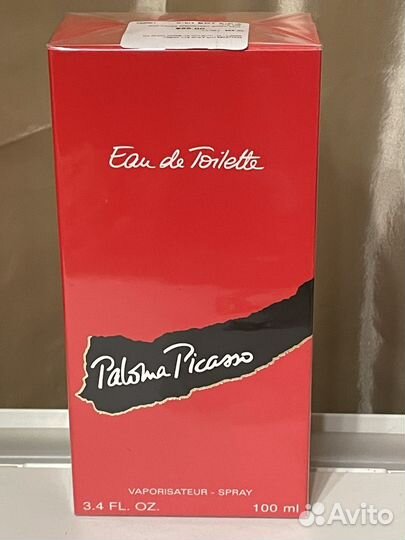 Eau de Toilette
Paloma Picasso
VAPORISATEUR - SPRAY
3.4 FL. OZ. 100 ml
Avito